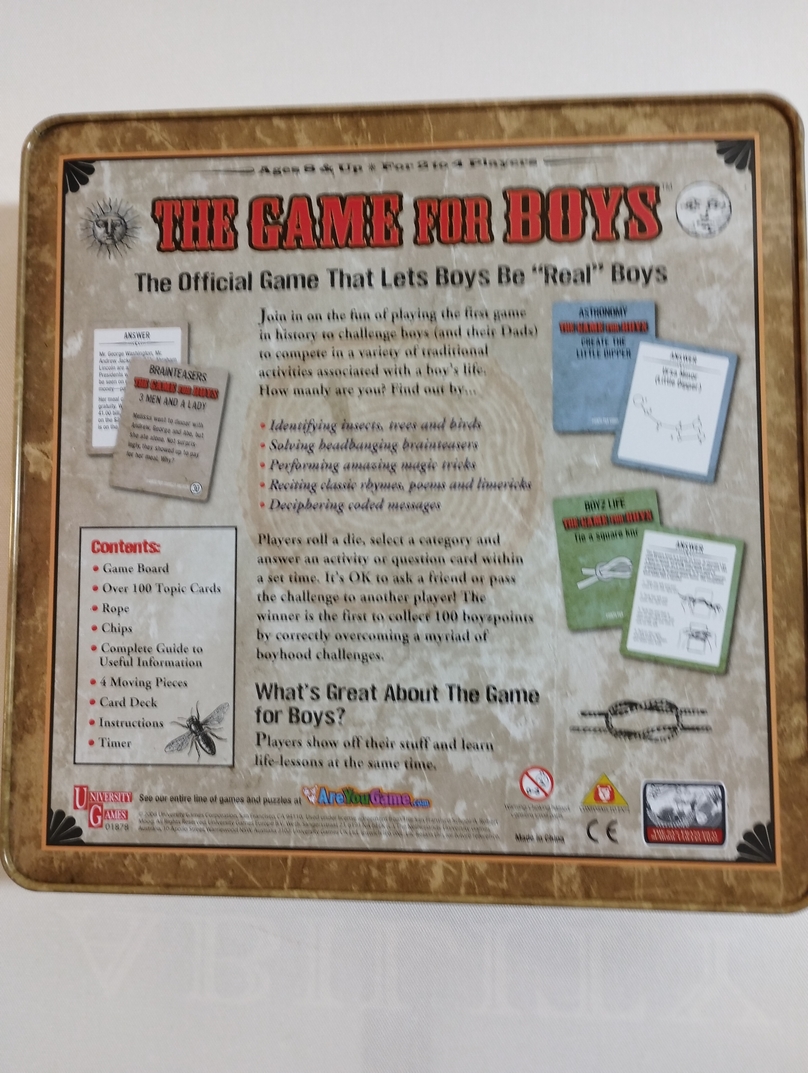 Ages 8 & Up • For 2 to 4 Players
THE GAME FOR BOYS™
The Official Game That Lets Boys Be "Real" Boys
Join in on the fun of playing the first game
in history to challenge boys (and their Dads)
to compete in a variety of traditional
activities associated with a boy's life.
How manly are you? Find out by...
• Identifying insects, trees and birds
• Solving headbanging brainteasers
• Performing amazing magic tricks
• Reciting classic rhymes, poems and limericks
• Deciphering coded messages
Players roll a die, select a category and
answer an activity or question card within
a set time. It's OK to ask a friend or pass
the challenge to another player! The
winner is the first to collect 100 boyzpoints
by correctly overcoming a myriad of
boyhood challenges.
What's Great About The Game
for Boys?
Players show off their stuff and learn
life-lessons at the same time.
ANSWER
BRAINTEASERS
THE GAME FOR BOYS
3 MEN AND A LADY
Contents:
• Game Board
• Over 100 Topic Cards
• Rope
• Chips
• Complete Guide to
Useful Information
• 4 Moving Pieces
• Card Deck
• Instructions
• Timer
ASTRONOMY
THE GAME FOR BOYS
CREATE THE
LITTLE DIPPER
ANSWER
Ursa Minor
(Little Dipper)
BOYZ LIFE
THE GAME FOR BOYS
Tie a square knot
ANSWER
UNIVERSITY
GAMES
01878
See our entire line of games and puzzles at AreYouGame.com
Made in China
CE
ABILITY